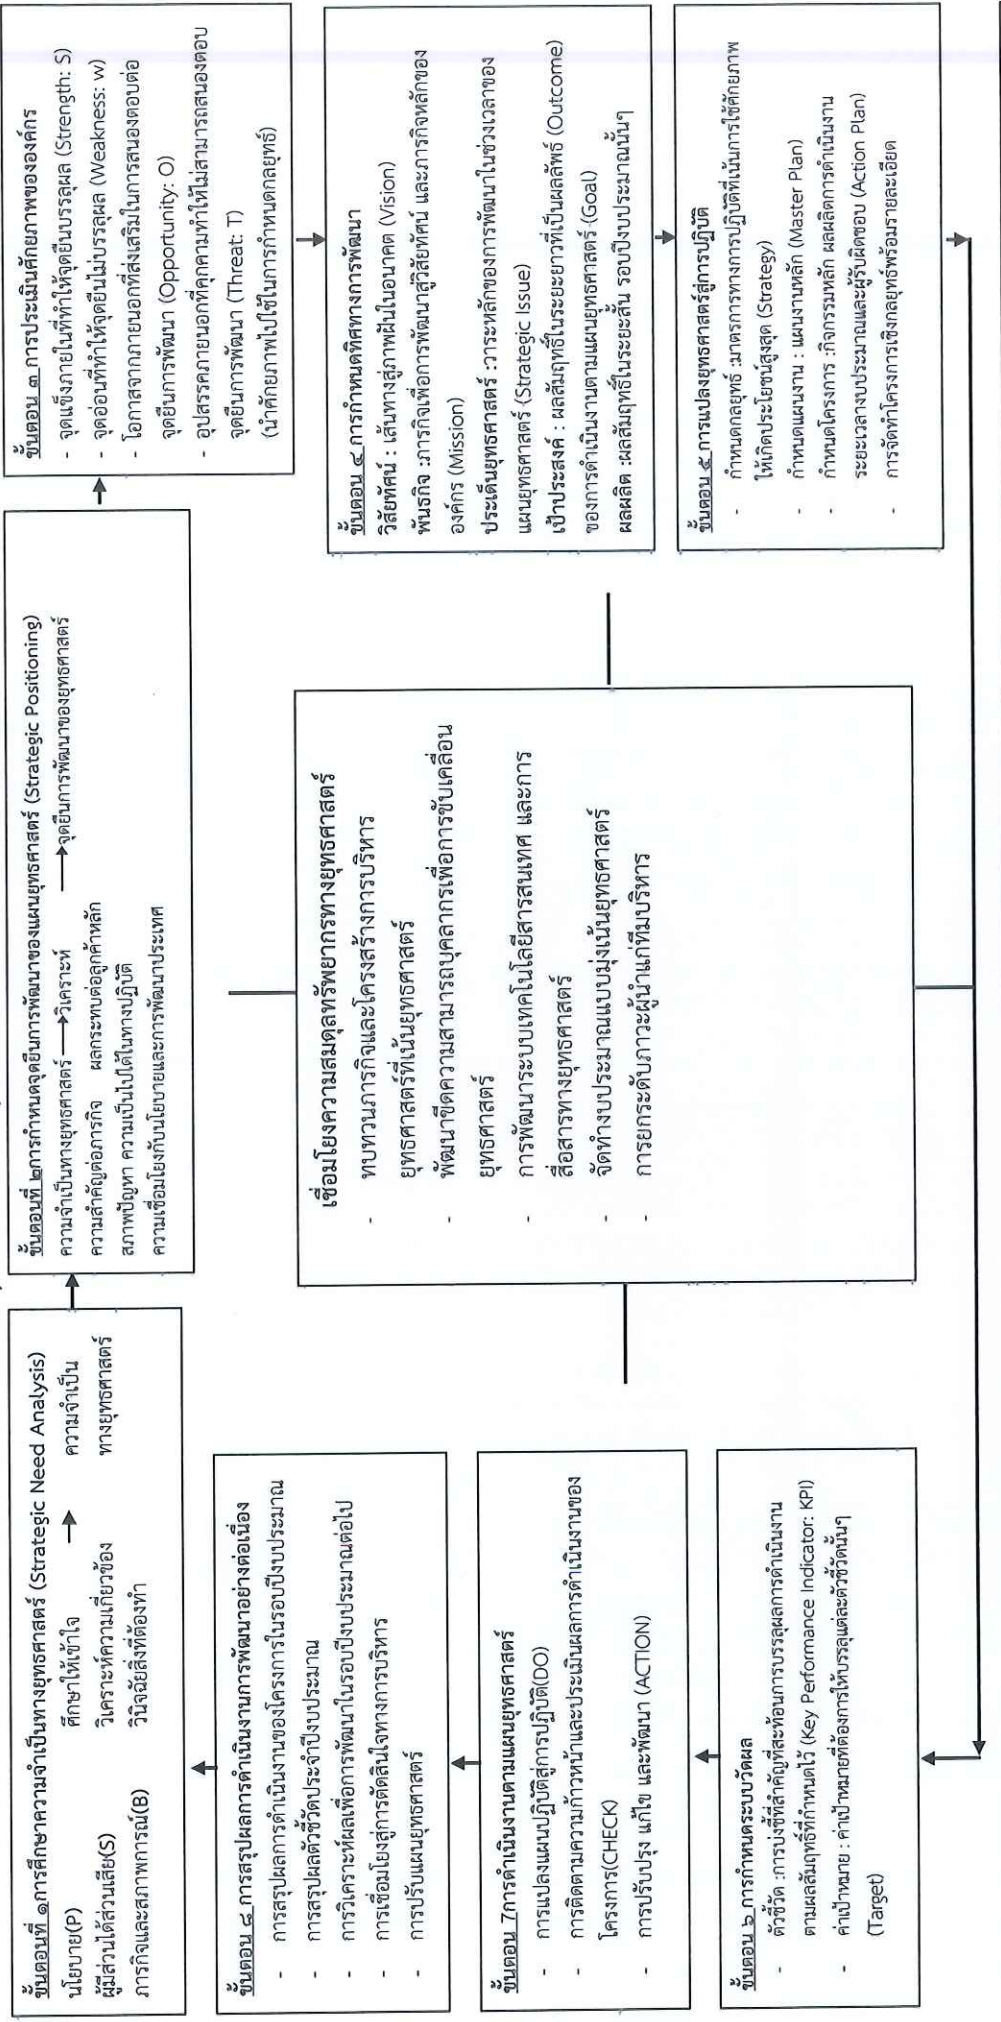 ขั้นตอนที่ ๑การศึกษาความจำเป็นทางยุทธศาสตร์ (Strategic Need Analysis)
นโยบาย(P) ศึกษาให้เข้าใจ ความจำเป็น
ผู้มีส่วนได้ส่วนเสีย(S) วิเคราะห์ความเกี่ยวข้อง ทางยุทธศาสตร์
ภารกิจและสภาพการณ์(B) วินิจฉัยสิ่งที่ต้องทำ
ขั้นตอนที่ ๒การกำหนดจุดยืนการพัฒนาของแผนยุทธศาสตร์ (Strategic Positioning)
ความจำเป็นทางยุทธศาสตร์ วิเคราะห์ จุดยืนการพัฒนาของยุทธศาสตร์
ความสำคัญต่อภารกิจ ผลกระทบต่อลูกค้าหลัก
สภาพปัญหา ความเป็นไปได้ในทางปฏิบัติ
ความเชื่อมโยงกับนโยบายและการพัฒนาประเทศ
ขั้นตอน ๓ การประเมินศักยภาพขององค์กร
- จุดแข็งภายในที่ทำให้จุดยืนบรรลุผล (Strength: S)
- จุดอ่อนที่ทำให้จุดยืนไม่บรรลุผล (Weakness: w)
- โอกาสจากภายนอกที่ส่งเสริมในการสนองตอบต่อ
จุดยืนการพัฒนา (Opportunity: O)
- อุปสรรคภายนอกที่คุกคามทำให้ไม่สามารถสนองตอบ
จุดยืนการพัฒนา (Threat: T)
(นำศักยภาพไปใช้ในการกำหนดกลยุทธ์)
ขั้นตอน ๔ การกำหนดทิศทางการพัฒนา
วิสัยทัศน์ : เส้นทางสู่ภาพฝันในอนาคต (Vision)
พันธกิจ :ภารกิจเพื่อการพัฒนาสู่วิสัยทัศน์ และภารกิจหลักของ
องค์กร (Mission)
ประเด็นยุทธศาสตร์ :วาระหลักของการพัฒนาในช่วงเวลาของ
แผนยุทธศาสตร์ (Strategic Issue)
เป้าประสงค์ : ผลสัมฤทธิ์ในระยะยาวที่เป็นผลลัพธ์ (Outcome)
ของการดำเนินงานตามแผนยุทธศาสตร์ (Goal)
ผลผลิต :ผลสัมฤทธิ์ในระยะสั้น รอบปีงบประมาณนั้นๆ
ขั้นตอน ๕ การแปลงยุทธศาสตร์สู่การปฏิบัติ
- กำหนดกลยุทธ์ :มาตรการทางการปฏิบัติที่เน้นการใช้ศักยภาพ
ให้เกิดประโยชน์สูงสุด (Strategy)
- กำหนดแผนงาน : แผนงานหลัก (Master Plan)
- กำหนดโครงการ :กิจกรรมหลัก ผลผลิตการดำเนินงาน
ระยะเวลางบประมาณและผู้รับผิดชอบ (Action Plan)
- การจัดทำโครงการเชิงกลยุทธ์พร้อมรายละเอียด
เชื่อมโยงความสมดุลทรัพยากรทางยุทธศาสตร์
- ทบทวนภารกิจและโครงสร้างการบริหาร
ยุทธศาสตร์ที่เน้นยุทธศาสตร์
- พัฒนาขีดความสามารถบุคลากรเพื่อการขับเคลื่อน
ยุทธศาสตร์
- การพัฒนาระบบเทคโนโลยีสารสนเทศ และการ
สื่อสารทางยุทธศาสตร์
- จัดทำงบประมาณแบบมุ่งเน้นยุทธศาสตร์
- การยกระดับภาวะผู้นำแก่ทีมบริหาร
ขั้นตอน ๘ การสรุปผลการดำเนินงานการพัฒนาอย่างต่อเนื่อง
- การสรุปผลการดำเนินงานของโครงการในรอบปีงบประมาณ
- การสรุปผลตัวชี้วัดประจำปีงบประมาณ
- การวิเคราะห์ผลเพื่อการพัฒนาในรอบปีงบประมาณต่อไป
- การเชื่อมโยงสู่การตัดสินใจทางการบริหาร
- การปรับแผนยุทธศาสตร์
ขั้นตอน 7การดำเนินงานตามแผนยุทธศาสตร์
- การแปลงแผนปฏิบัติสู่การปฏิบัติ(DO)
- การติดตามความก้าวหน้าและประเมินผลการดำเนินงานของ
โครงการ(CHECK)
- การปรับปรุง แก้ไข และพัฒนา (ACTION)
ขั้นตอน ๖ การกำหนดระบบวัดผล
- ตัวชี้วัด :การบ่งชี้ที่สำคัญที่สะท้อนการบรรลุผลการดำเนินงาน
ตามผลสัมฤทธิ์ที่กำหนดไว้ (Key Performance Indicator: KPI)
- ค่าเป้าหมาย : ค่าเป้าหมายที่ต้องการให้บรรลุแต่ละตัวชี้วัดนั้นๆ
(Target)